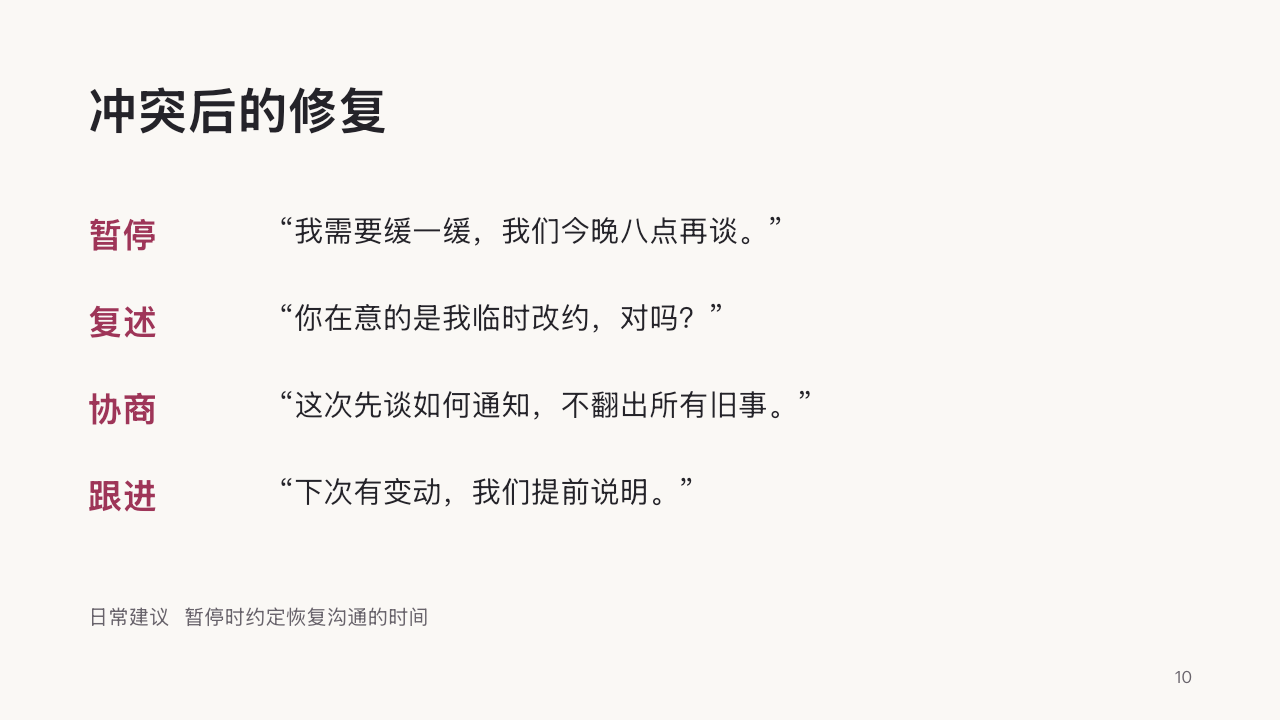 冲突后的修复
暂停 “我需要缓一缓，我们今晚八点再谈。”
复述 “你在意的是我临时改约，对吗？”
协商 “这次先谈如何通知，不翻出所有旧事。”
跟进 “下次有变动，我们提前说明。”
日常建议 暂停时约定恢复沟通的时间
10